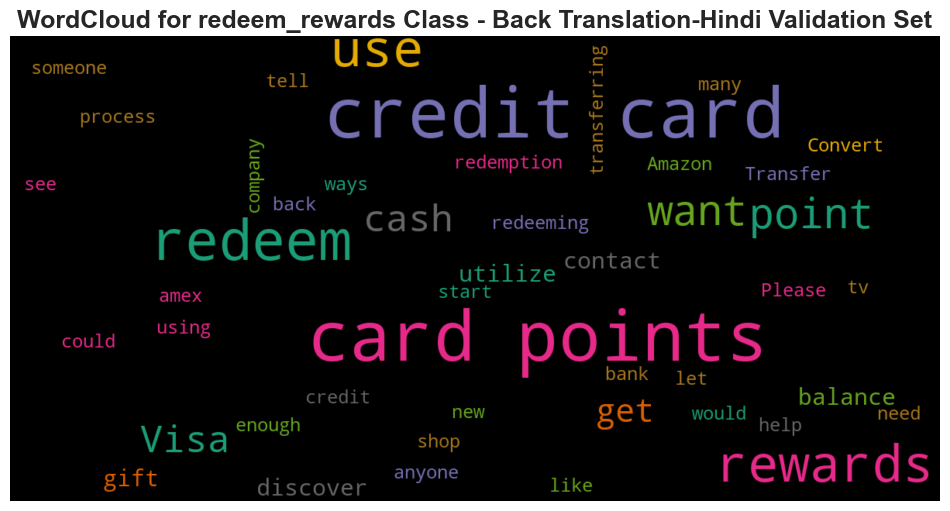 WordCloud for redeem_rewards Class - Back Translation-Hindi Validation Set
use
someone
tell
transferring
many
credit card
process
Convert
company
redemption
Amazon
Transfer
see
ways
back
cash
redeeming
want
point
redeem
contact
utilize
start
amex
Please
tv
using
could
card points
bank
let
credit
balance
get
new
would
need
enough
help
Visa
shop
rewards
anyone
gift
discover
like